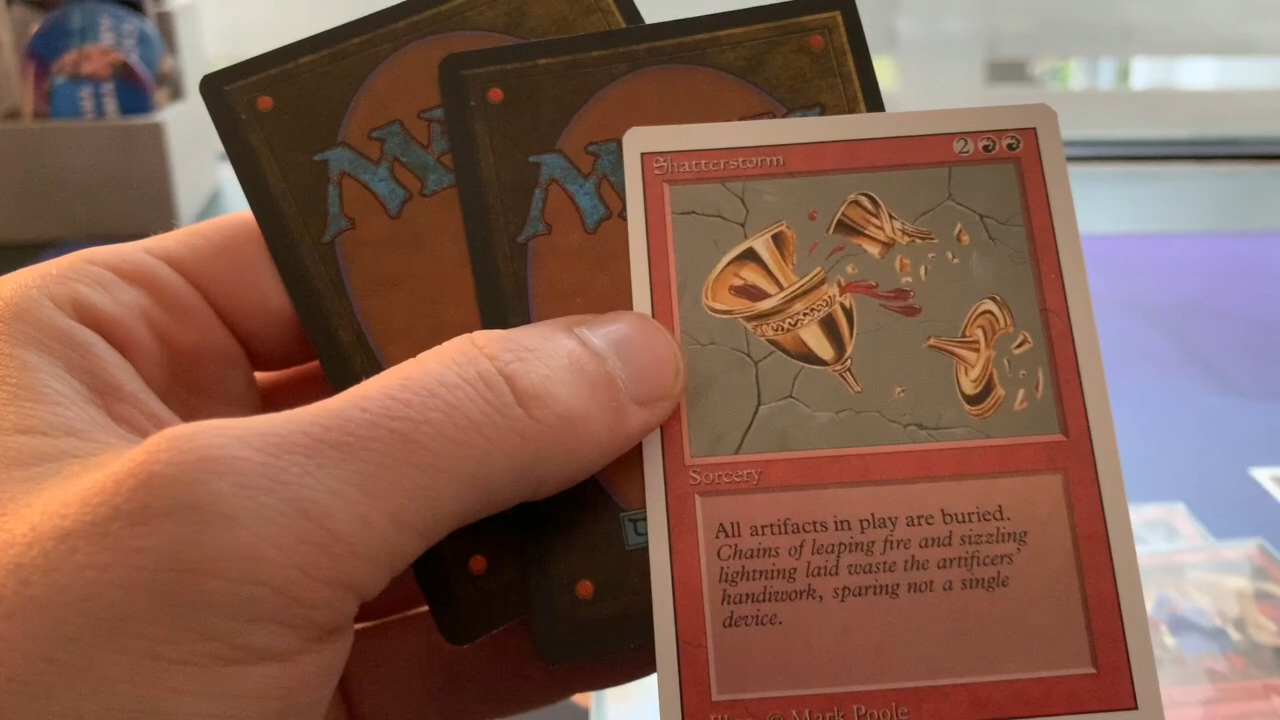 Shatterstorm
2
Sorcery
All artifacts in play are buried.
Chains of leaping fire and sizzling
lightning laid waste the artificers'
handiwork, sparing not a single
device.
Illus. © Mark Poole